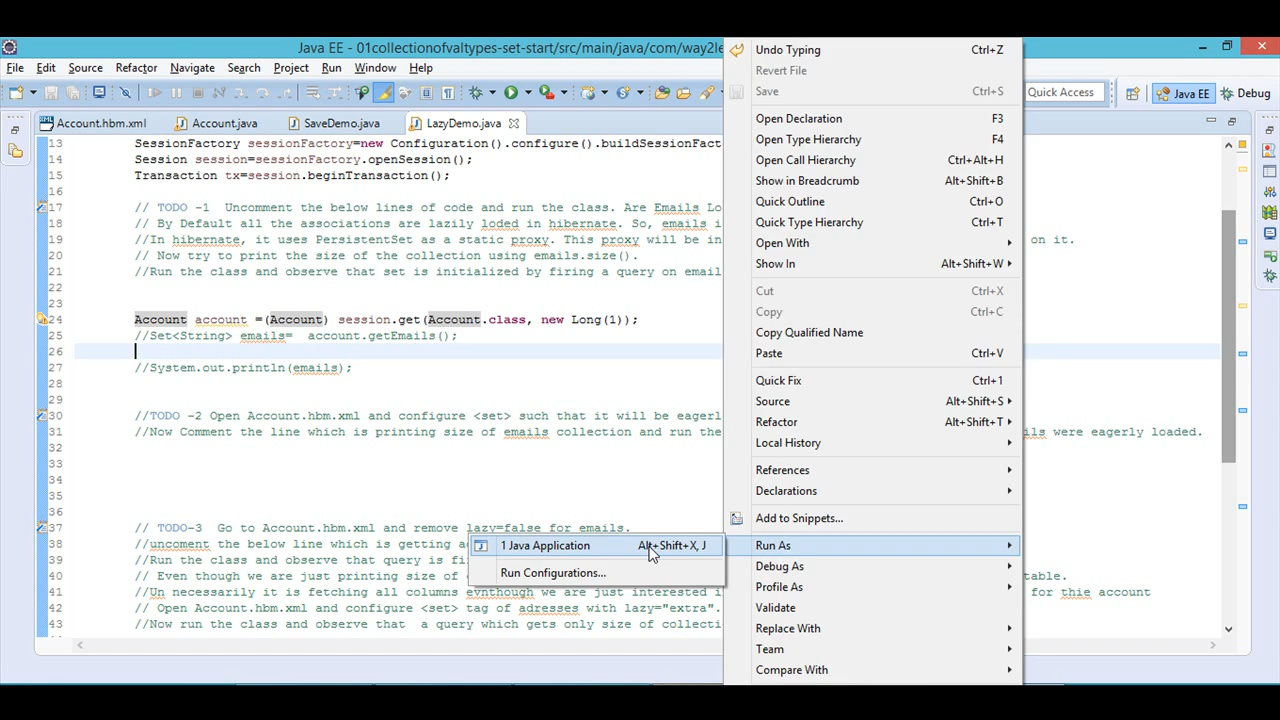 Java EE - 01collectionofvaltypes-set-start/src/main/java/com/way2le
File Edit Source Refactor Navigate Search Project Run Window Help
Quick Access Java EE Debug
Account.hbm.xml Account.java SaveDemo.java LazyDemo.java
13 SessionFactory sessionFactory=new Configuration().configure().buildSessionFact
14 Session session=sessionFactory.openSession();
15 Transaction tx=session.beginTransaction();
16
17 // TODO -1 Uncomment the below lines of code and run the class. Are Emails Lo
18 // By Default all the associations are lazily loded in hibernate. So, emails i
19 //In hibernate, it uses PersistentSet as a static proxy. This proxy will be in on it.
20 // Now try to print the size of the collection using emails.size().
21 //Run the class and observe that set is initialized by firing a query on email
22
23
24 Account account =(Account) session.get(Account.class, new Long(1));
25 //Set<String> emails= account.getEmails();
26
27 //System.out.println(emails);
28
29
30 //TODO -2 Open Account.hbm.xml and configure <set> such that it will be eagerl
31 //Now Comment the line which is printing size of emails collection and run the ils were eagerly loaded.
32
33
34
35
36
37 // TODO-3 Go to Account.hbm.xml and remove lazy=false for emails.
38 //uncomment the below line which is getting a
39 //Run the class and observe that query is fi
40 // Even though we are just printing size of table.
41 //Un necessarily it is fetching all columns evnthough we are just interested i for thie account
42 // Open Account.hbm.xml and configure <set> tag of adresses with lazy="extra".
43 //Now run the class and observe that a query which gets only size of collecti
Undo Typing Ctrl+Z
Revert File
Save Ctrl+S
Open Declaration F3
Open Type Hierarchy F4
Open Call Hierarchy Ctrl+Alt+H
Show in Breadcrumb Alt+Shift+B
Quick Outline Ctrl+O
Quick Type Hierarchy Ctrl+T
Open With
Show In Alt+Shift+W
Cut Ctrl+X
Copy Ctrl+C
Copy Qualified Name
Paste Ctrl+V
Quick Fix Ctrl+1
Source Alt+Shift+S
Refactor Alt+Shift+T
Local History
References
Declarations
Add to Snippets...
Run As
Debug As
Profile As
Validate
Replace With
Team
Compare With
1 Java Application Alt+Shift+X, J
Run Configurations...